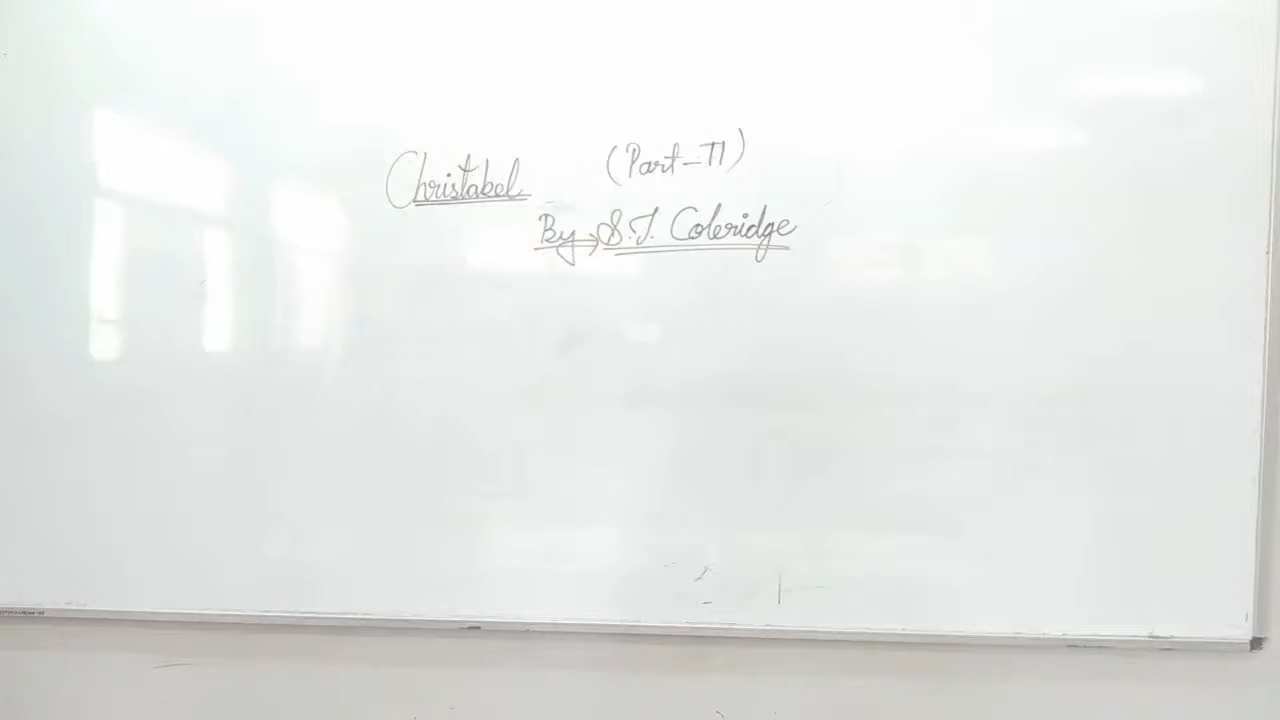 Christabel (Part-II)
By → S.T. Coleridge